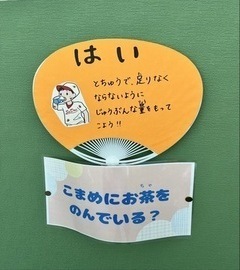 はい
とちゅうで、足りなく
ならないように
じゅうぶんな量をもって
こよう!!
こまめにお茶を
のんでいる?